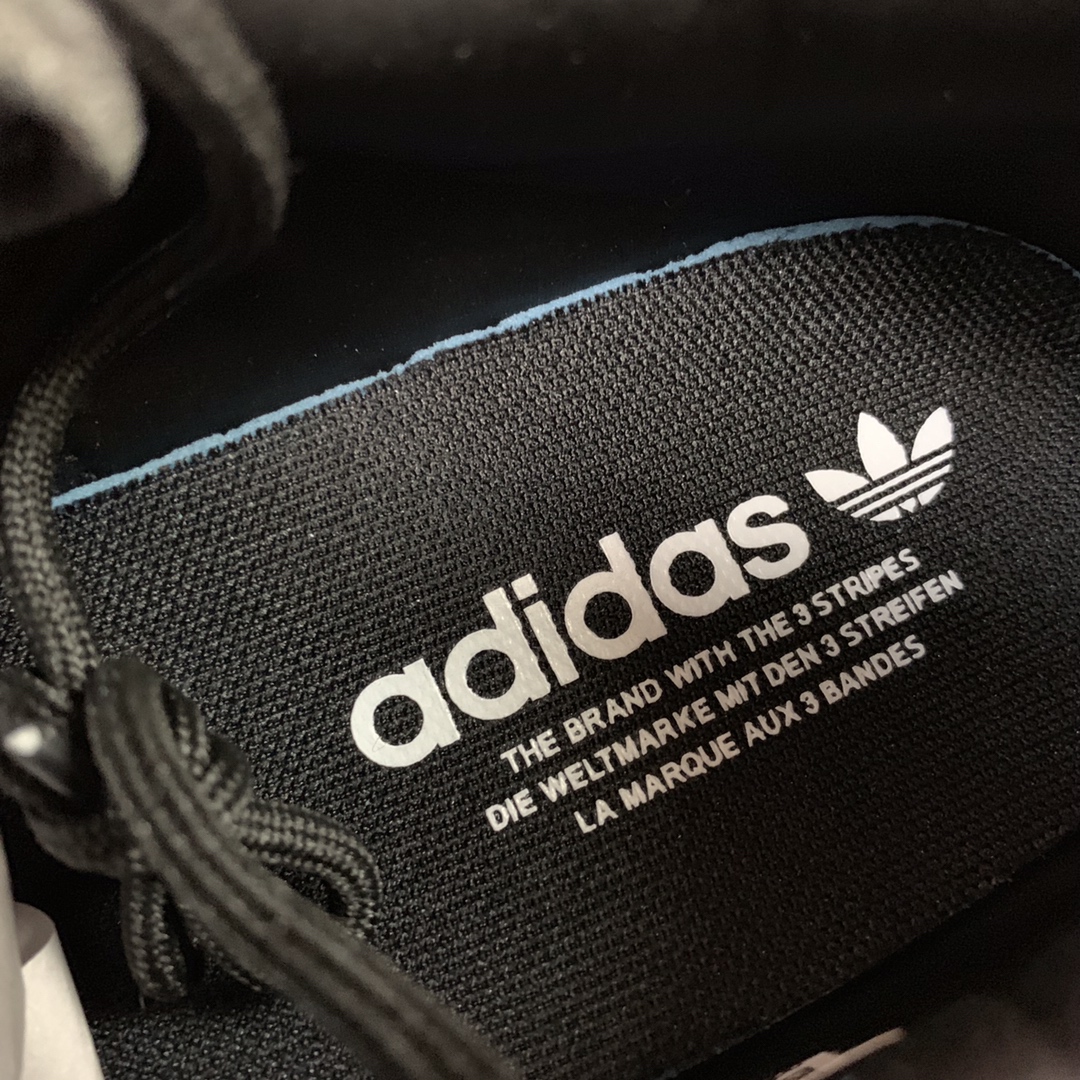 adidas
THE BRAND WITH THE 3 STRIPES
DIE WELTMARKE MIT DEN 3 STREIFEN
LA MARQUE AUX 3 BANDES